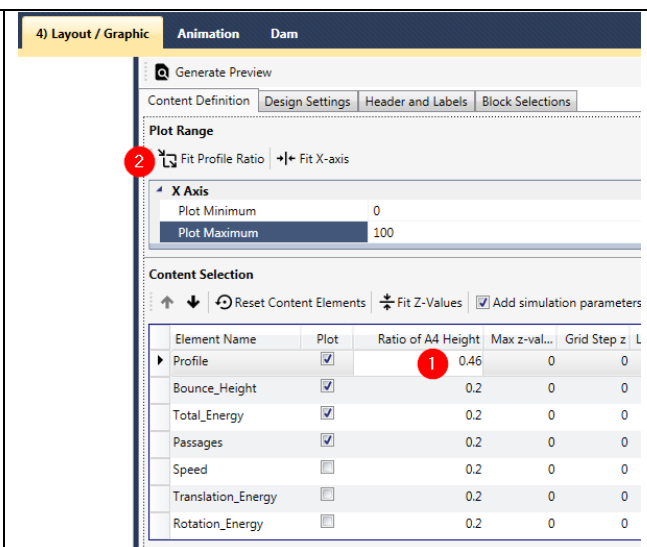 4) Layout / Graphic Animation Dam
Generate Preview
Content Definition Design Settings Header and Labels Block Selections
Plot Range
2 Fit Profile Ratio Fit X-axis
X Axis
Plot Minimum 0
Plot Maximum 100
Content Selection
Reset Content Elements Fit Z-Values Add simulation parameters
Element Name Plot Ratio of A4 Height Max z-val... Grid Step z L
Profile 1 0.46 0 0
Bounce_Height 0.2 0 0
Total_Energy 0.2 0 0
Passages 0.2 0 0
Speed 0.2 0 0
Translation_Energy 0.2 0 0
Rotation_Energy 0.2 0 0